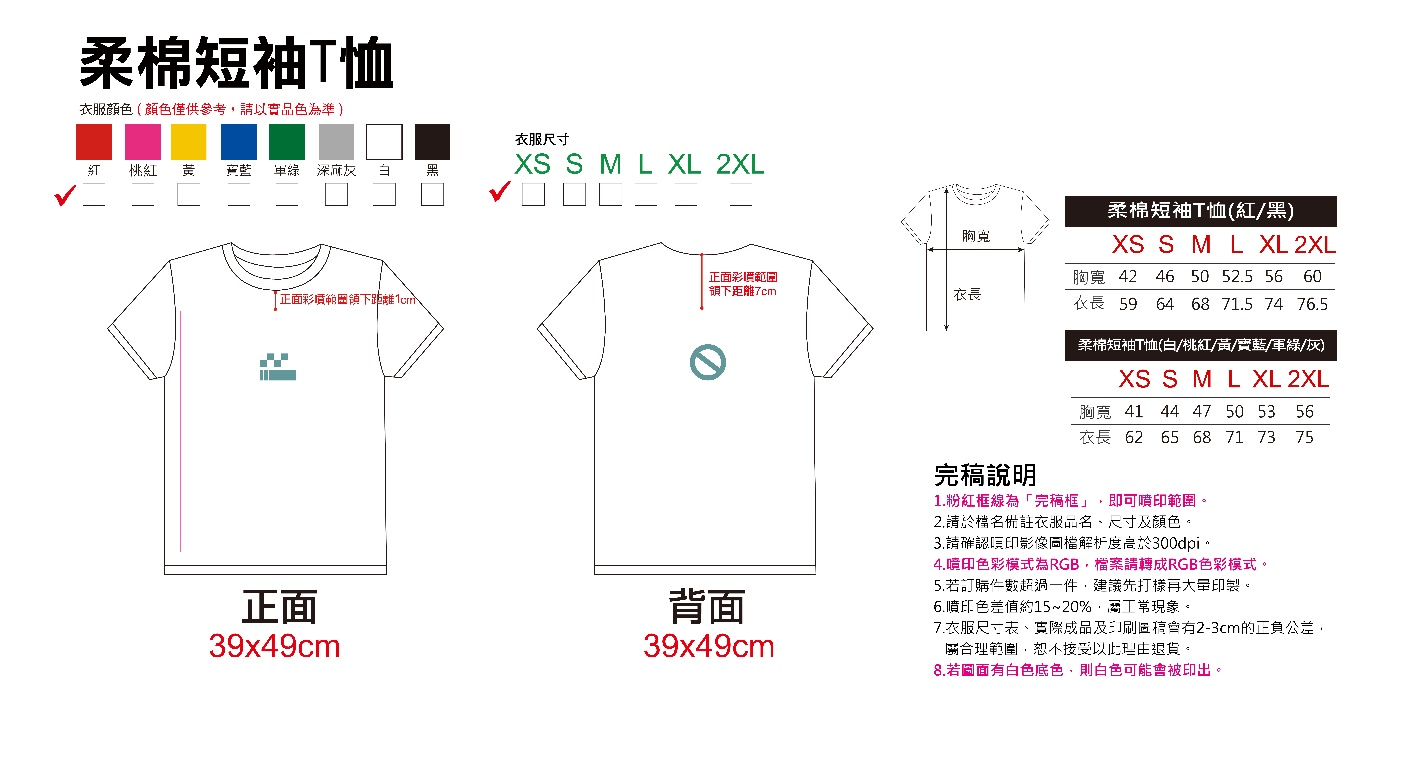 柔棉短袖T恤
衣服顏色(顏色僅供參考，請以實品色為準)
紅 桃紅 黃 寶藍 軍綠 深麻灰 白 黑
衣服尺寸
XS S M L XL 2XL
正面彩噴範圍領下距離1cm
正面
39x49cm
正面彩噴範圍
領下距離7cm
背面
39x49cm
胸寬
衣長
柔棉短袖T恤(紅/黑)
XS S M L XL 2XL
胸寬 42 46 50 52.5 56 60
衣長 59 64 68 71.5 74 76.5
柔棉短袖T恤(白/桃紅/黃/寶藍/軍綠/灰)
XS S M L XL 2XL
胸寬 41 44 47 50 53 56
衣長 62 65 68 71 73 75
完稿說明
1.粉紅框線為「完稿框」，即可噴印範圍。
2.請於檔名備註衣服品名、尺寸及顏色。
3.請確認噴印影像圖檔解析度高於300dpi。
4.噴印色彩模式為RGB，檔案請轉成RGB色彩模式。
5.若訂購件數超過一件，建議先打樣再大量印製。
6.噴印色差值約15~20%，屬正常現象。
7.衣服尺寸表、實際成品及印刷圖稿會有2-3cm的正負公差，
屬合理範圍，恕不接受以此理由退貨。
8.若圖面有白色底色，則白色可能會被印出。